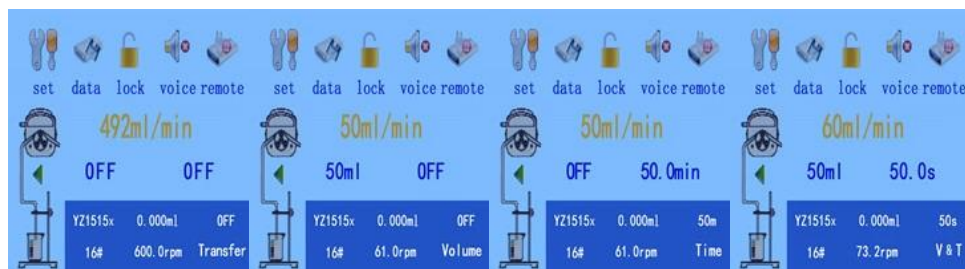 set data lock voice remote
492ml/min
OFF OFF
YZ1515x 0.000ml OFF
16# 600.0rpm Transfer
set data lock voice remote
50ml/min
50ml OFF
YZ1515x 0.000ml OFF
16# 61.0rpm Volume
set data lock voice remote
50ml/min
OFF 50.0min
YZ1515x 0.000ml 50m
16# 61.0rpm Time
set data lock voice remote
60ml/min
50ml 50.0s
YZ1515x 0.000ml 50s
16# 73.2rpm V & T